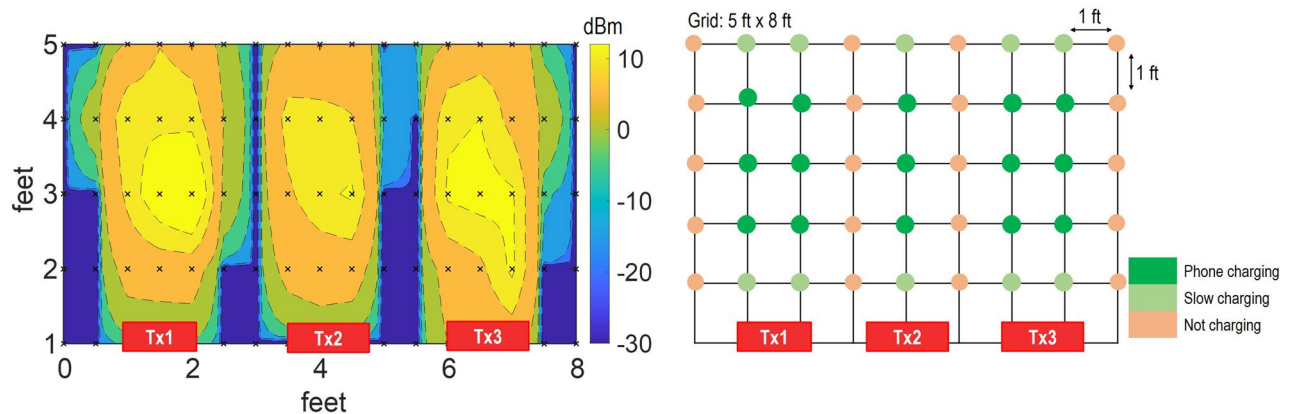 dBm
5
4
3
2
1
feet
0
2
4
6
8
feet
10
0
-10
-20
-30
Tx1
Tx2
Tx3
Grid: 5 ft x 8 ft
1 ft
1 ft
Phone charging
Slow charging
Not charging
Tx1
Tx2
Tx3